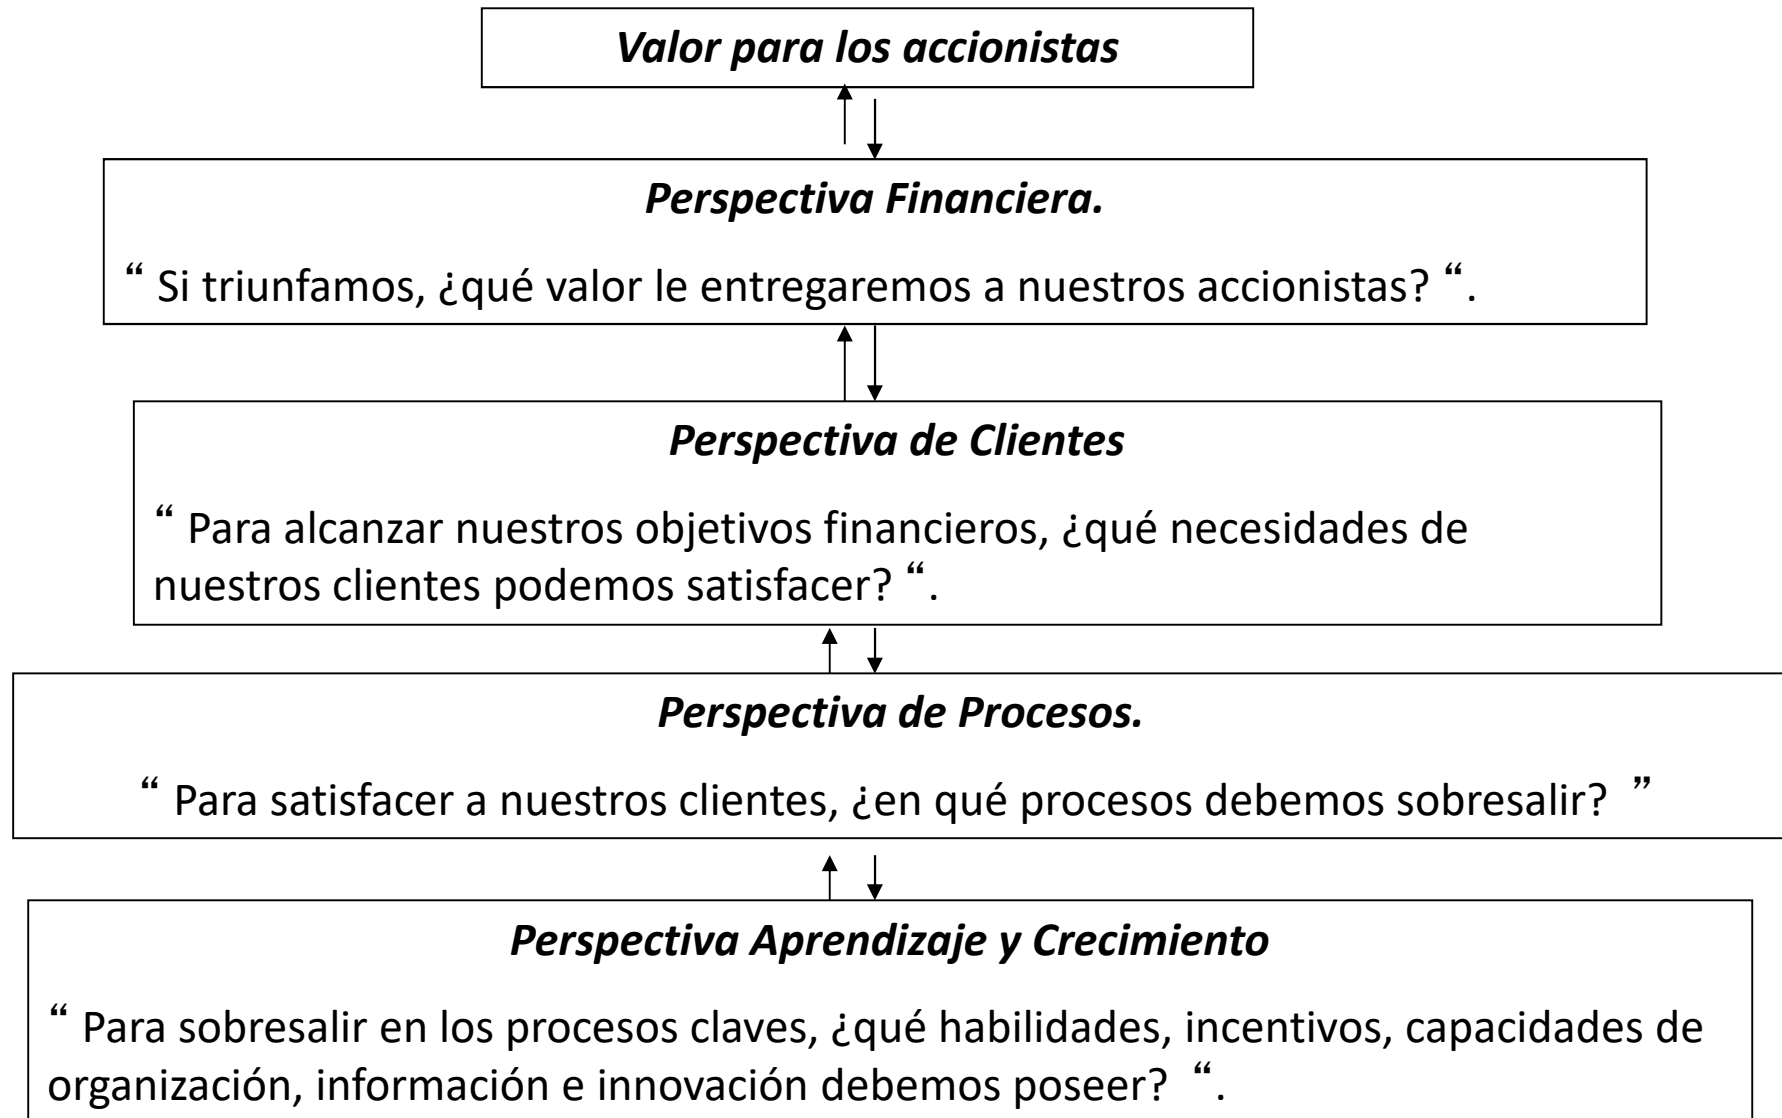 Valor para los accionistas
Perspectiva Financiera.
“ Si triunfamos, ¿qué valor le entregaremos a nuestros accionistas? “.
Perspectiva de Clientes
“ Para alcanzar nuestros objetivos financieros, ¿qué necesidades de
nuestros clientes podemos satisfacer? “.
Perspectiva de Procesos.
“ Para satisfacer a nuestros clientes, ¿en qué procesos debemos sobresalir? ”
Perspectiva Aprendizaje y Crecimiento
“ Para sobresalir en los procesos claves, ¿qué habilidades, incentivos, capacidades de
organización, información e innovación debemos poseer? “.